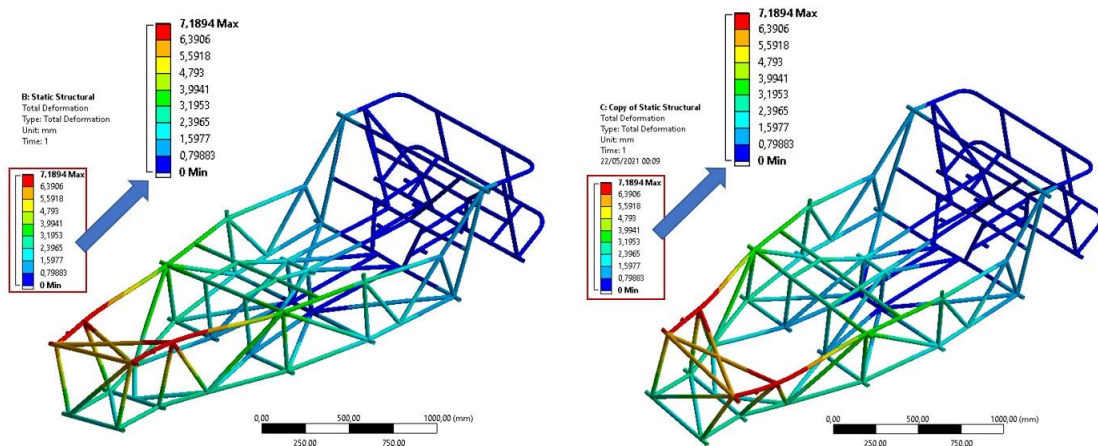 7,1894 Max
6,3906
5,5918
4,793
3,9941
3,1953
2,3965
1,5977
0,79883
0 Min
B: Static Structural
Total Deformation
Type: Total Deformation
Unit: mm
Time: 1
7,1894 Max
6,3906
5,5918
4,793
3,9941
3,1953
2,3965
1,5977
0,79883
0 Min
0,00
500,00
1000,00 (mm)
250,00
750,00
7,1894 Max
6,3906
5,5918
4,793
3,9941
3,1953
2,3965
1,5977
0,79883
0 Min
C: Copy of Static Structural
Total Deformation
Type: Total Deformation
Unit: mm
Time: 1
22/05/2021 00:09
7,1894 Max
6,3906
5,5918
4,793
3,9941
3,1953
2,3965
1,5977
0,79883
0 Min
0,00
500,00
1000,00 (mm)
250,00
750,00